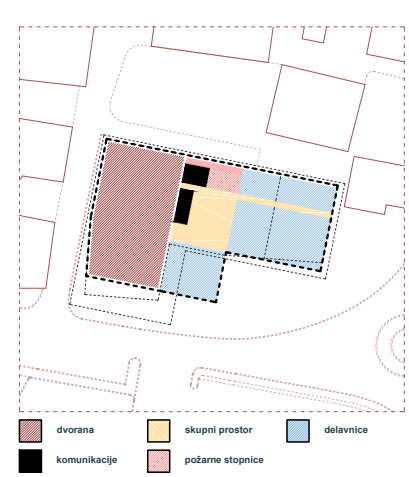 dvorana skupni prostor delavnice
komunikacije požarne stopnice